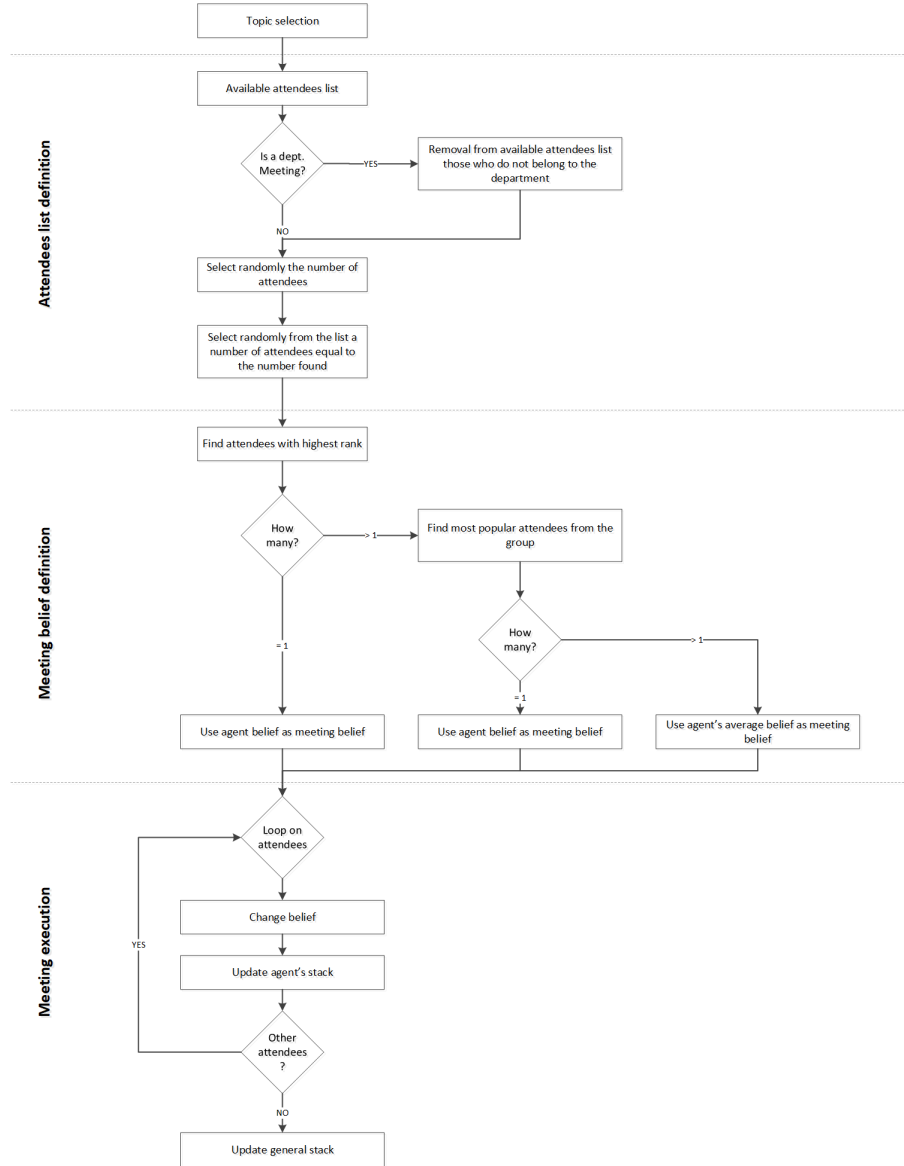 Topic selection
Attendees list definition
Available attendees list
Is a dept.
Meeting?
YES
Removal from available attendees list
those who do not belong to the
department
NO
Select randomly the number of
attendees
Select randomly from the list a
number of attendees equal to
the number found
Meeting belief definition
Find attendees with highest rank
How
many?
> 1
Find most popular attendees from the
group
= 1
How
many?
> 1
= 1
Use agent belief as meeting belief
Use agent belief as meeting belief
Use agent's average belief as meeting
belief
Meeting execution
Loop on
attendees
Change belief
YES
Update agent's stack
Other
attendees
?
NO
Update general stack